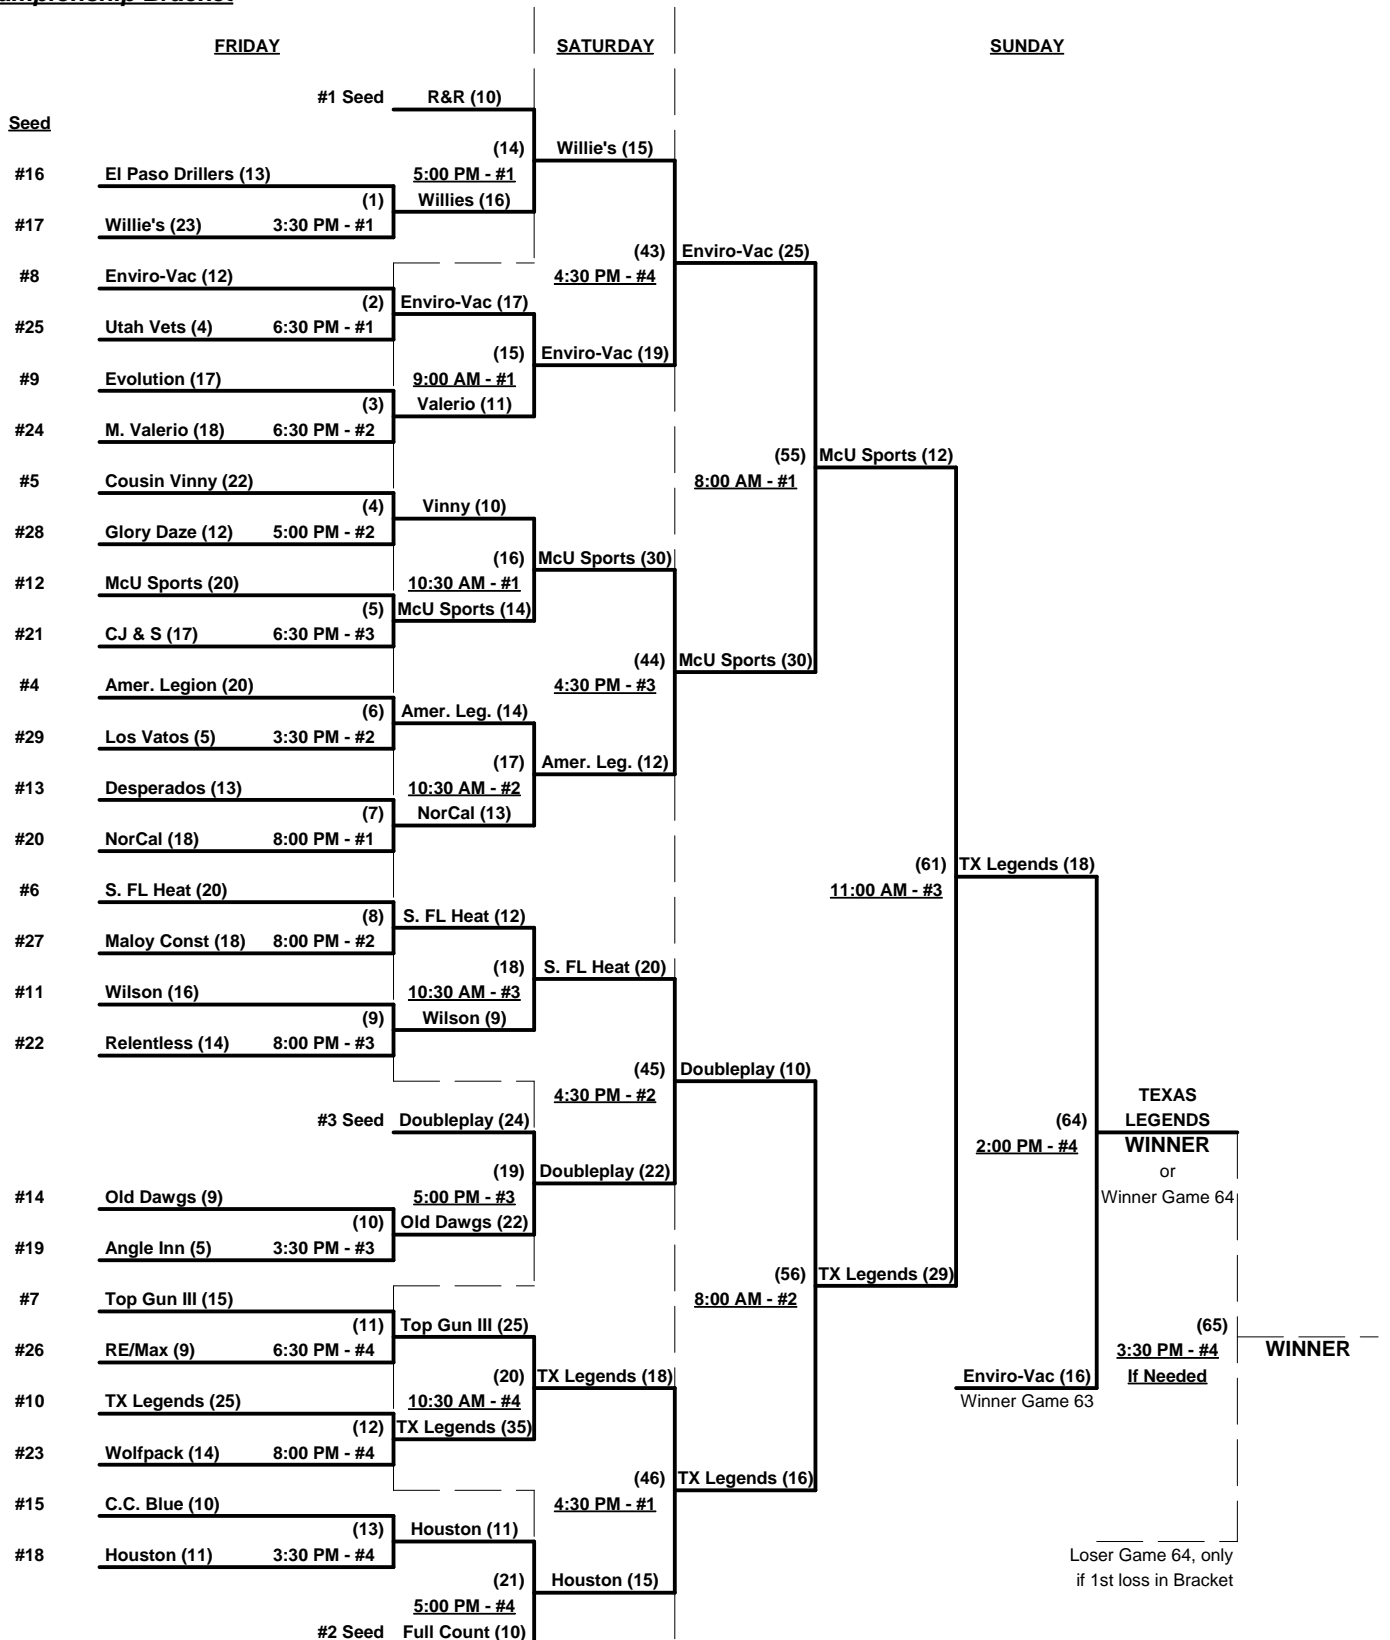 FRIDAY SATURDAY SUNDAY
#1 Seed R&R (10)
Seed
(14) Willie's (15)
#16 El Paso Drillers (13) 5:00 PM - #1
(1) Willies (16)
#17 Willie's (23) 3:30 PM - #1
(43) Enviro-Vac (25)
#8 Enviro-Vac (12) 4:30 PM - #4
(2) Enviro-Vac (17)
#25 Utah Vets (4) 6:30 PM - #1
(15) Enviro-Vac (19)
#9 Evolution (17) 9:00 AM - #1
(3) Valerio (11)
#24 M. Valerio (18) 6:30 PM - #2
(55) McU Sports (12)
#5 Cousin Vinny (22) 8:00 AM - #1
(4) Vinny (10)
#28 Glory Daze (12) 5:00 PM - #2
(16) McU Sports (30)
#12 McU Sports (20) 10:30 AM - #1
(5) McU Sports (14)
#21 CJ & S (17) 6:30 PM - #3
(44) McU Sports (30)
#4 Amer. Legion (20) 4:30 PM - #3
(6) Amer. Leg. (14)
#29 Los Vatos (5) 3:30 PM - #2
(17) Amer. Leg. (12)
#13 Desperados (13) 10:30 AM - #2
(7) NorCal (13)
#20 NorCal (18) 8:00 PM - #1
(61) TX Legends (18)
#6 S. FL Heat (20) 11:00 AM - #3
(8) S. FL Heat (12)
#27 Maloy Const (18) 8:00 PM - #2
(18) S. FL Heat (20)
#11 Wilson (16) 10:30 AM - #3
(9) Wilson (9)
#22 Relentless (14) 8:00 PM - #3
(45) Doubleplay (10)
4:30 PM - #2 TEXAS
#3 Seed Doubleplay (24) (64) LEGENDS
2:00 PM - #4 WINNER
(19) Doubleplay (22) or
#14 Old Dawgs (9) 5:00 PM - #3 Winner Game 64
(10) Old Dawgs (22)
#19 Angle Inn (5) 3:30 PM - #3
(56) TX Legends (29)
#7 Top Gun III (15) 8:00 AM - #2
(11) Top Gun III (25) (65)
#26 RE/Max (9) 6:30 PM - #4 3:30 PM - #4 WINNER
(20) TX Legends (18) Enviro-Vac (16) If Needed
#10 TX Legends (25) 10:30 AM - #4 Winner Game 63
(12) TX Legends (35)
#23 Wolfpack (14) 8:00 PM - #4
(46) TX Legends (16)
#15 C.C. Blue (10) 4:30 PM - #1
(13) Houston (11)
#18 Houston (11) 3:30 PM - #4 Loser Game 64, only
(21) Houston (15) if 1st loss in Bracket
5:00 PM - #4
#2 Seed Full Count (10)